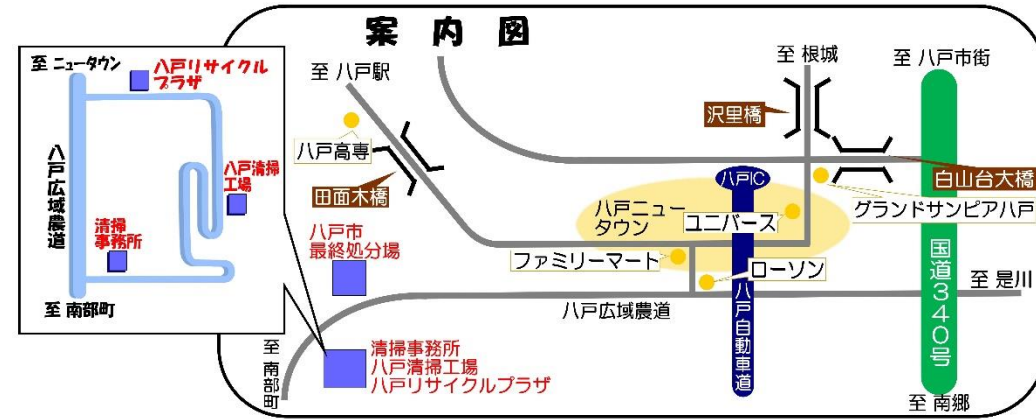 案内図
至 ニュータウン
八戸リサイクル
プラザ
八戸広域農道
八戸清掃
工場
清掃
事務所
至 南部町
至 八戸駅
八戸高専
田面木橋
至 根城
沢里橋
至 八戸市街
白山台大橋
グランドサンピア八戸
八戸IC
八戸ニュー
タウン
ユニバース
ファミリーマート
ローソン
八戸市
最終処分場
八戸広域農道
八戸自動車道
国道340号
至 是川
至 南郷
至 南部町
清掃事務所
八戸清掃工場
八戸リサイクルプラザ